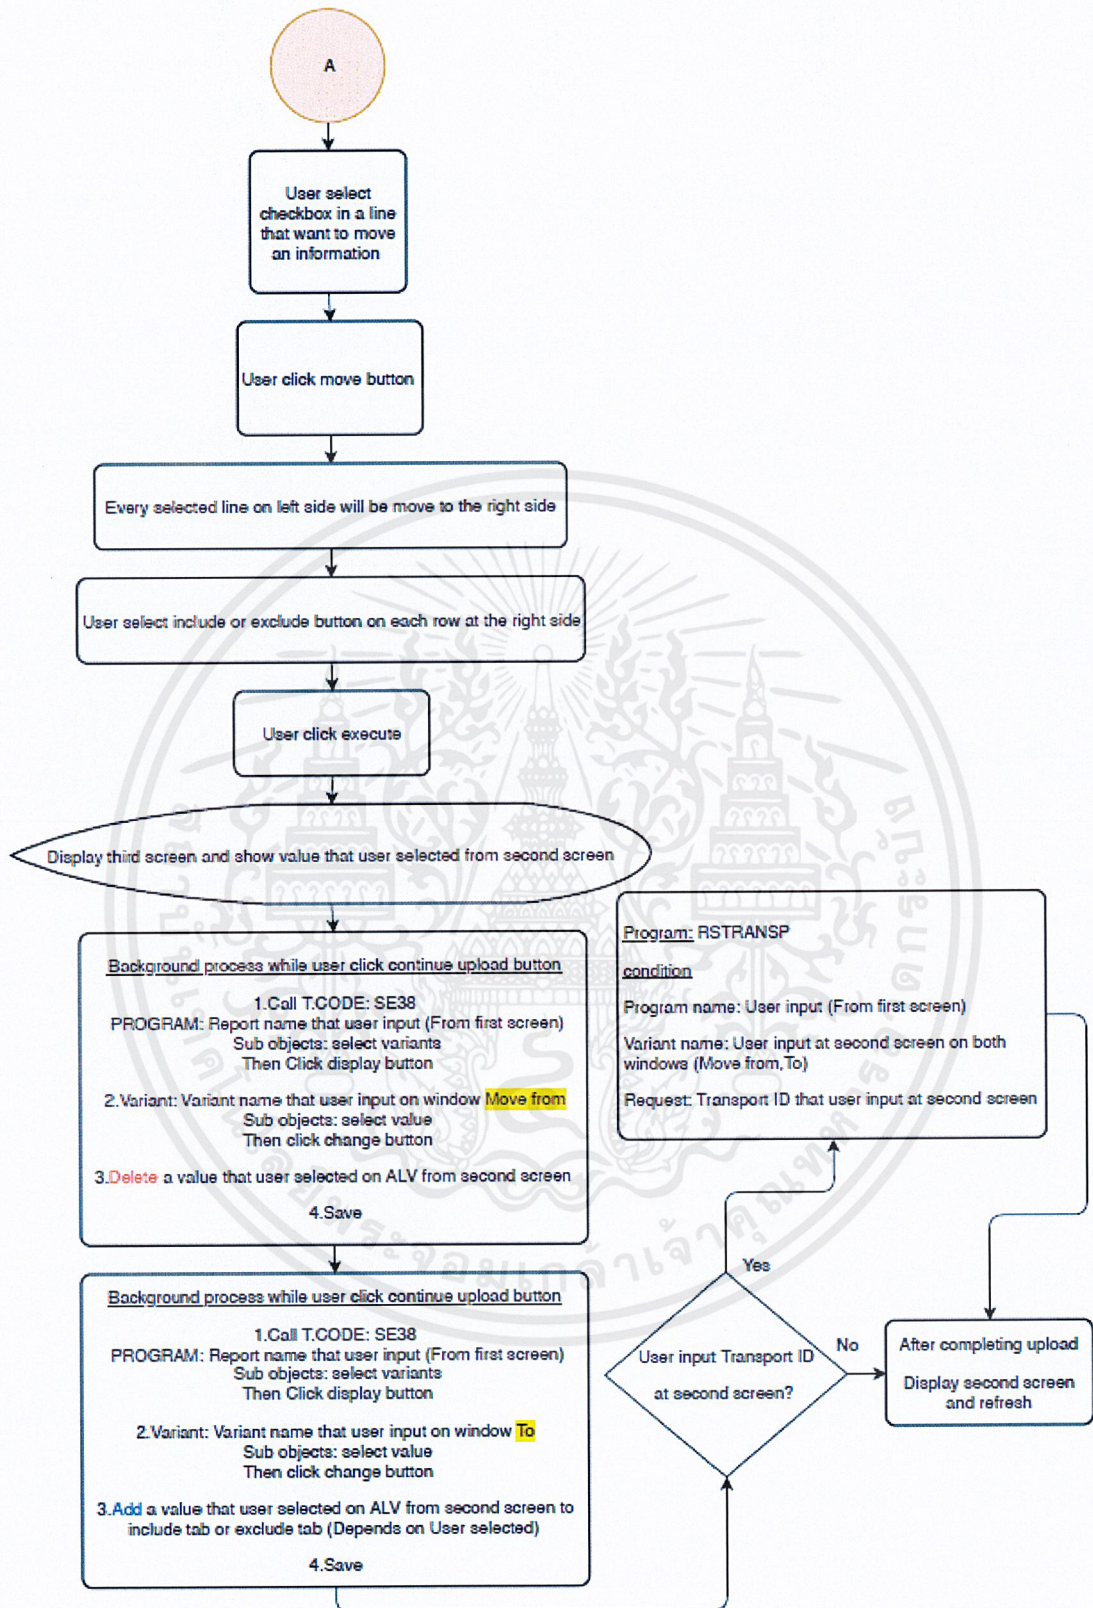 A
User select
checkbox in a line
that want to move
an information
User click move button
Every selected line on left side will be move to the right side
User select include or exclude button on each row at the right side
User click execute
Display third screen and show value that user selected from second screen
Background process while user click continue upload button
1.Call T.CODE: SE38
PROGRAM: Report name that user input (From first screen)
Sub objects: select variants
Then Click display button
2.Variant: Variant name that user input on window Move from
Sub objects: select value
Then click change button
3.Delete a value that user selected on ALV from second screen
4.Save
Background process while user click continue upload button
1.Call T.CODE: SE38
PROGRAM: Report name that user input (From first screen)
Sub objects: select variants
Then Click display button
2.Variant: Variant name that user input on window To
Sub objects: select value
Then click change button
3.Add a value that user selected on ALV from second screen to
include tab or exclude tab (Depends on User selected)
4.Save
User input Transport ID
at second screen?
Yes
No
Program: RSTRANSP
condition
Program name: User input (From first screen)
Variant name: User input at second screen on both
windows (Move from,To)
Request: Transport ID that user input at second screen
After completing upload
Display second screen
and refresh